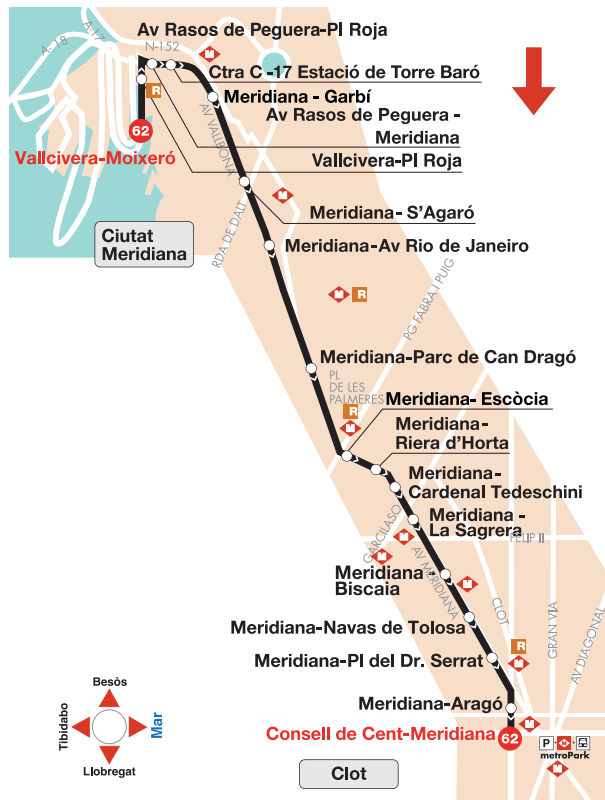 Av Rasos de Peguera-Pl Roja
A-17
A-18
N-152
M
Ctra C-17 Estació de Torre Baró
R
Meridiana - Garbí
Av Rasos de Peguera -
Meridiana
62
Vallcivera-Moixeró
Vallcivera-Pl Roja
AV VALLBONA
M
Meridiana- S'Agaró
Ciutat
Meridiana
RDA DE DALT
Meridiana-Av Rio de Janeiro
M R
PG FABRA I PUIG
Meridiana-Parc de Can Dragó
PL
DE LES
PALMERES
Meridiana- Escòcia
R
M
Meridiana-
Riera d'Horta
Meridiana-
Cardenal Tedeschini
Meridiana -
La Sagrera
GARCILASO
FELIP II
M
M
AV MERIDIANA
Meridiana -
Biscaia
M
CLOT
GRAN VIA
AV DIAGONAL
Meridiana-Navas de Tolosa
R
M
Meridiana-Pl del Dr. Serrat
Meridiana-Aragó
M
Consell de Cent-Meridiana
62
P M
metroPark
M
Clot
Besòs
Tibidabo
Mar
Llobregat